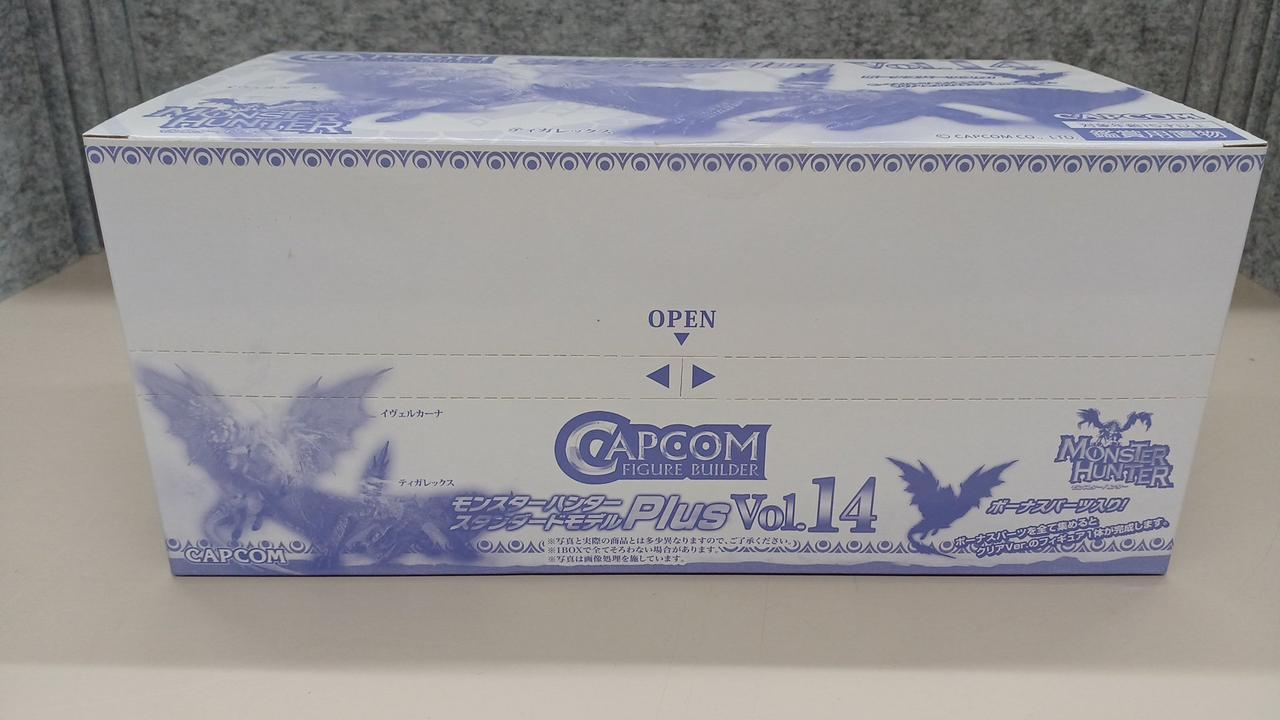 CAPCOM
Vol.14
MONSTER
HUNTER
ティガレックス
CAPCOM
© CAPCOM CO., LTD.
鑑賞用置物
OPEN
イヴェルカーナ
ティガレックス
CAPCOM
FIGURE BUILDER
モンスターハンター
スタンダードモデル Plus Vol.14
MONSTER
HUNTER
ボーナスパーツ入り!
ボーナスパーツを全て集めると
クリアVer.のフィギュア1体が完成します。
※写真と実際の商品とは多少異なりますので、ご了承ください。
※1BOXで全てそろわない場合があります。
※写真は画像処理を施しています。
CAPCOM